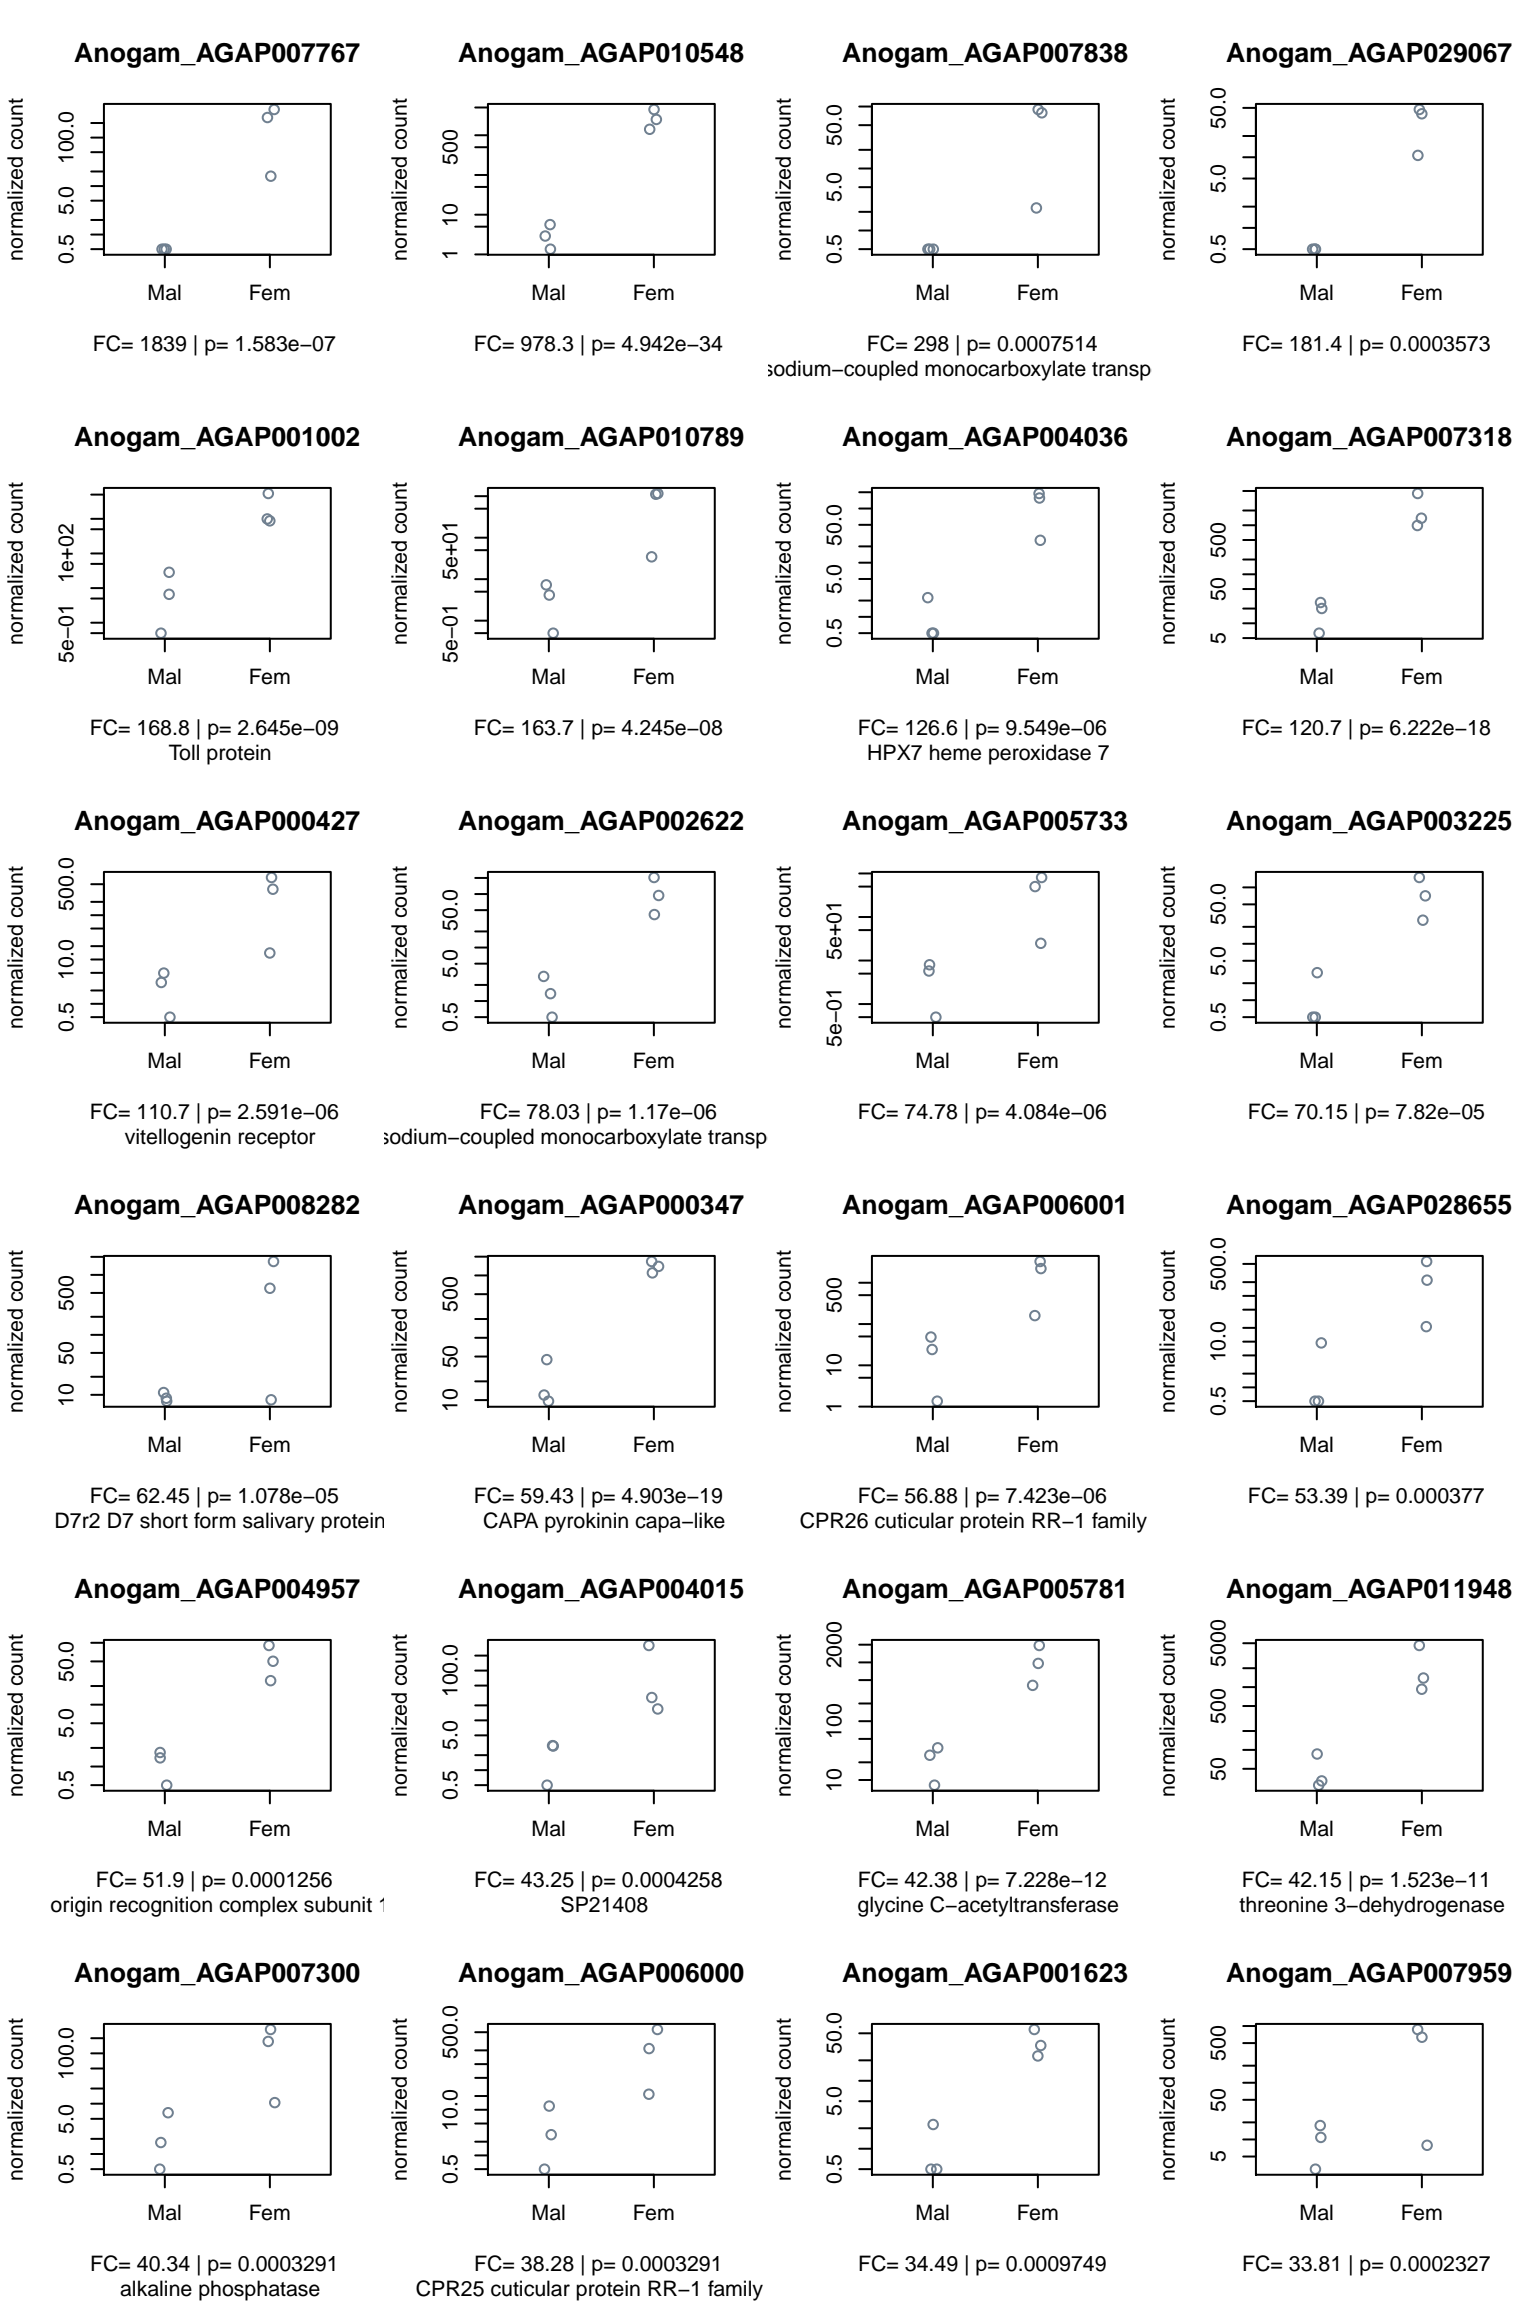 Anogam_AGAP007767 Anogam_AGAP010548 Anogam_AGAP007838 Anogam_AGAP029067
normalized count normalized count normalized count normalized count
0.5 5.0 100.0
1 10 500
0.5 5.0 50.0
0.5 5.0 50.0
Mal Fem Mal Fem Mal Fem Mal Fem
FC= 1839 | p= 1.583e−07 FC= 978.3 | p= 4.942e−34 FC= 298 | p= 0.0007514 FC= 181.4 | p= 0.0003573
sodium−coupled monocarboxylate transp
Anogam_AGAP001002 Anogam_AGAP010789 Anogam_AGAP004036 Anogam_AGAP007318
normalized count normalized count normalized count normalized count
5e−01 1e+02
5e−01 5e+01
0.5 5.0 50.0
5 50 500
Mal Fem Mal Fem Mal Fem Mal Fem
FC= 168.8 | p= 2.645e−09 FC= 163.7 | p= 4.245e−08 FC= 126.6 | p= 9.549e−06 FC= 120.7 | p= 6.222e−18
Toll protein HPX7 heme peroxidase 7
Anogam_AGAP000427 Anogam_AGAP002622 Anogam_AGAP005733 Anogam_AGAP003225
normalized count normalized count normalized count normalized count
0.5 10.0 500.0
0.5 5.0 50.0
5e−01 5e+01
0.5 5.0 50.0
Mal Fem Mal Fem Mal Fem Mal Fem
FC= 110.7 | p= 2.591e−06 FC= 78.03 | p= 1.17e−06 FC= 74.78 | p= 4.084e−06 FC= 70.15 | p= 7.82e−05
vitellogenin receptor sodium−coupled monocarboxylate transp
Anogam_AGAP008282 Anogam_AGAP000347 Anogam_AGAP006001 Anogam_AGAP028655
normalized count normalized count normalized count normalized count
10 50 500
10 50 500
1 10 500
0.5 10.0 500.0
Mal Fem Mal Fem Mal Fem Mal Fem
FC= 62.45 | p= 1.078e−05 FC= 59.43 | p= 4.903e−19 FC= 56.88 | p= 7.423e−06 FC= 53.39 | p= 0.000377
D7r2 D7 short form salivary protein CAPA pyrokinin capa−like CPR26 cuticular protein RR−1 family
Anogam_AGAP004957 Anogam_AGAP004015 Anogam_AGAP005781 Anogam_AGAP011948
normalized count normalized count normalized count normalized count
0.5 5.0 50.0
0.5 5.0 100.0
10 100 2000
50 500 5000
Mal Fem Mal Fem Mal Fem Mal Fem
FC= 51.9 | p= 0.0001256 FC= 43.25 | p= 0.0004258 FC= 42.38 | p= 7.228e−12 FC= 42.15 | p= 1.523e−11
origin recognition complex subunit 1 SP21408 glycine C−acetyltransferase threonine 3−dehydrogenase
Anogam_AGAP007300 Anogam_AGAP006000 Anogam_AGAP001623 Anogam_AGAP007959
normalized count normalized count normalized count normalized count
0.5 5.0 100.0
0.5 10.0 500.0
0.5 5.0 50.0
5 50 500
Mal Fem Mal Fem Mal Fem Mal Fem
FC= 40.34 | p= 0.0003291 FC= 38.28 | p= 0.0003291 FC= 34.49 | p= 0.0009749 FC= 33.81 | p= 0.0002327
alkaline phosphatase CPR25 cuticular protein RR−1 family